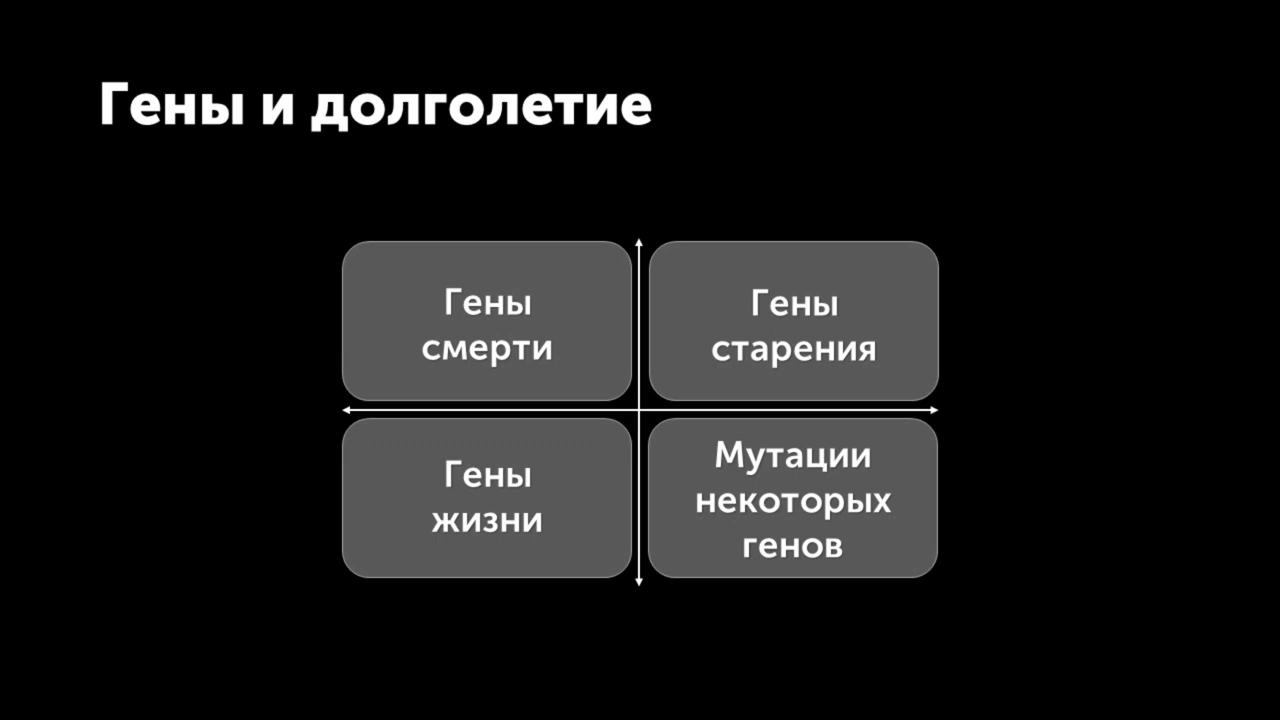 Гены и долголетие
Гены
смерти
Гены
старения
Гены
жизни
Мутации
некоторых
генов